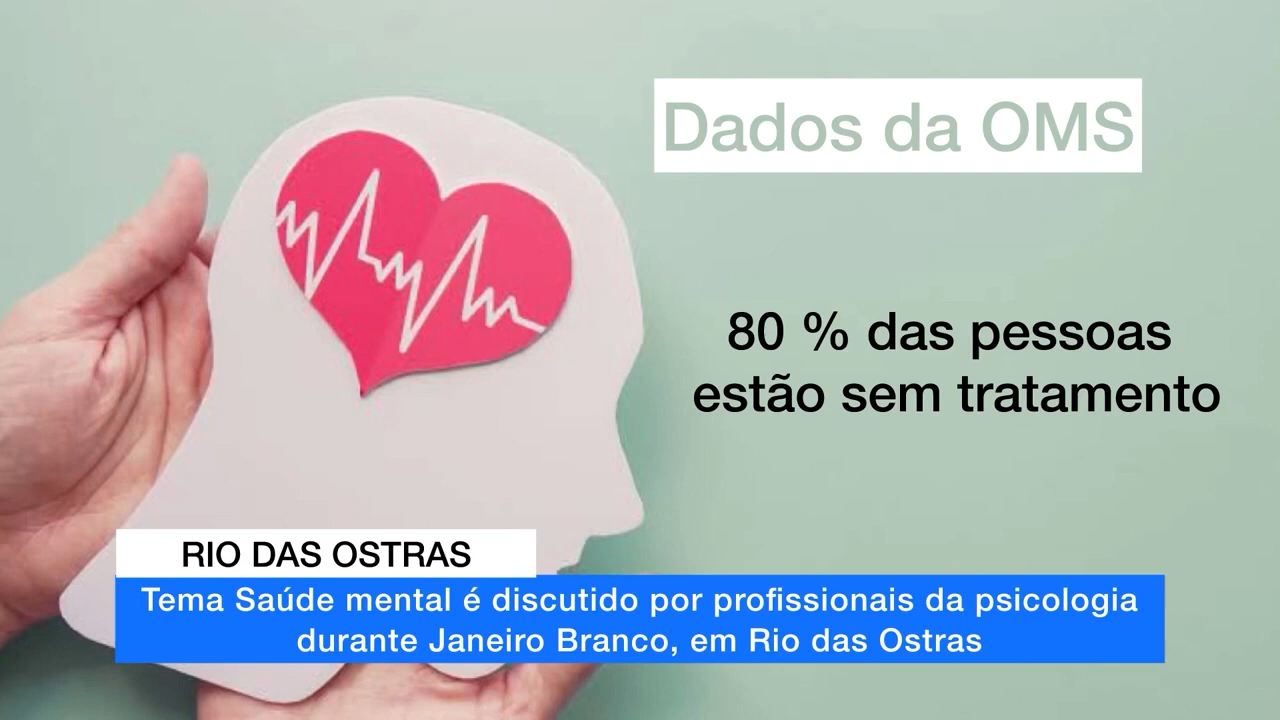 Dados da OMS
80 % das pessoas
estão sem tratamento
RIO DAS OSTRAS
Tema Saúde mental é discutido por profissionais da psicologia
durante Janeiro Branco, em Rio das Ostras